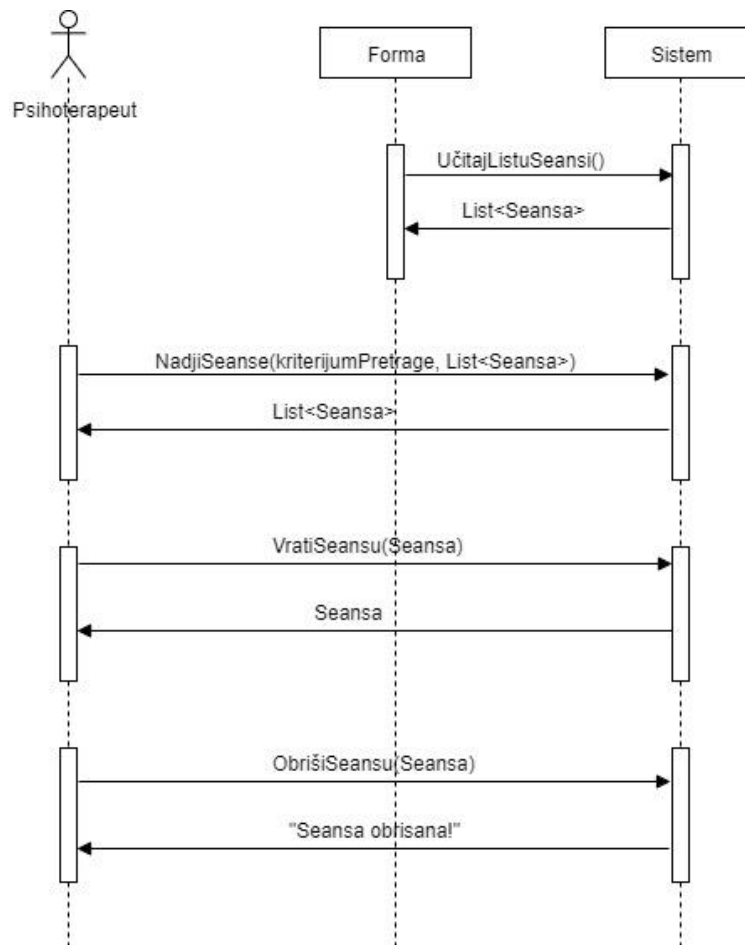 Psihoterapeut
Forma
Sistem
UčitajListuSeansi()
List<Seansa>
NadjiSeanse(kriterijumPretrage, List<Seansa>)
List<Seansa>
VratiSeansu(Seansa)
Seansa
ObrišiSeansu(Seansa)
"Seansa obrisana!"